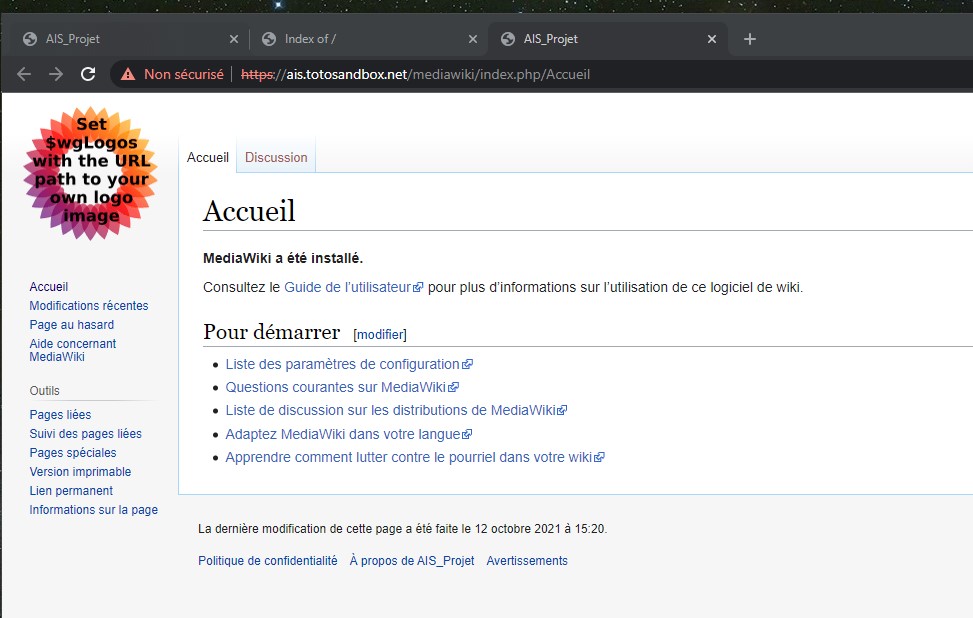 AIS_Projet
Index of /
AIS_Projet
Non sécurisé
https://ais.totosandbox.net/mediawiki/index.php/Accueil
Set
$wgLogos
with the URL
path to your
own logo
image
Accueil
Modifications récentes
Page au hasard
Aide concernant
MediaWiki
Outils
Pages liées
Suivi des pages liées
Pages spéciales
Version imprimable
Lien permanent
Informations sur la page
Accueil Discussion
Accueil
MediaWiki a été installé.
Consultez le Guide de l’utilisateur pour plus d’informations sur l’utilisation de ce logiciel de wiki.
Pour démarrer [modifier]
Liste des paramètres de configuration
Questions courantes sur MediaWiki
Liste de discussion sur les distributions de MediaWiki
Adaptez MediaWiki dans votre langue
Apprendre comment lutter contre le pourriel dans votre wiki
La dernière modification de cette page a été faite le 12 octobre 2021 à 15:20.
Politique de confidentialité À propos de AIS_Projet Avertissements